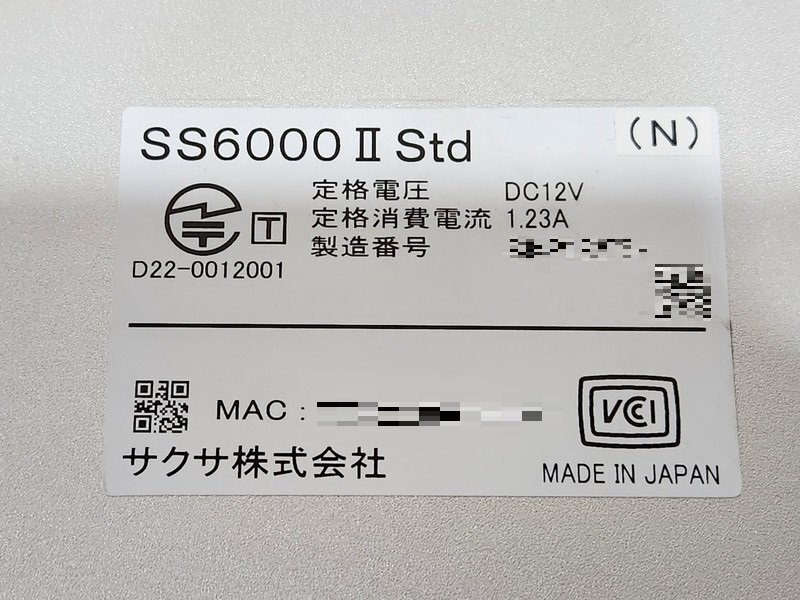 SS6000 II Std
(N)
定格電圧 DC12V
定格消費電流 1.23A
製造番号
T
D22-0012001
MAC :
VCCI
サクサ株式会社
MADE IN JAPAN